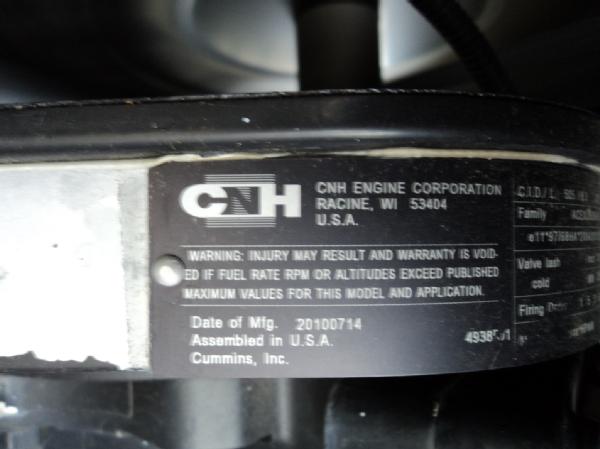 CNH
CNH ENGINE CORPORATION
RACINE, WI 53404
U.S.A.
WARNING: INJURY MAY RESULT AND WARRANTY IS VOID-
ED IF FUEL RATE RPM OR ALTITUDES EXCEED PUBLISHED
MAXIMUM VALUES FOR THIS MODEL AND APPLICATION.
Date of Mfg. 20100714
Assembled in U.S.A.
Cummins, Inc.
C.I.D./L.
Family
Valve lash
cold
Firing